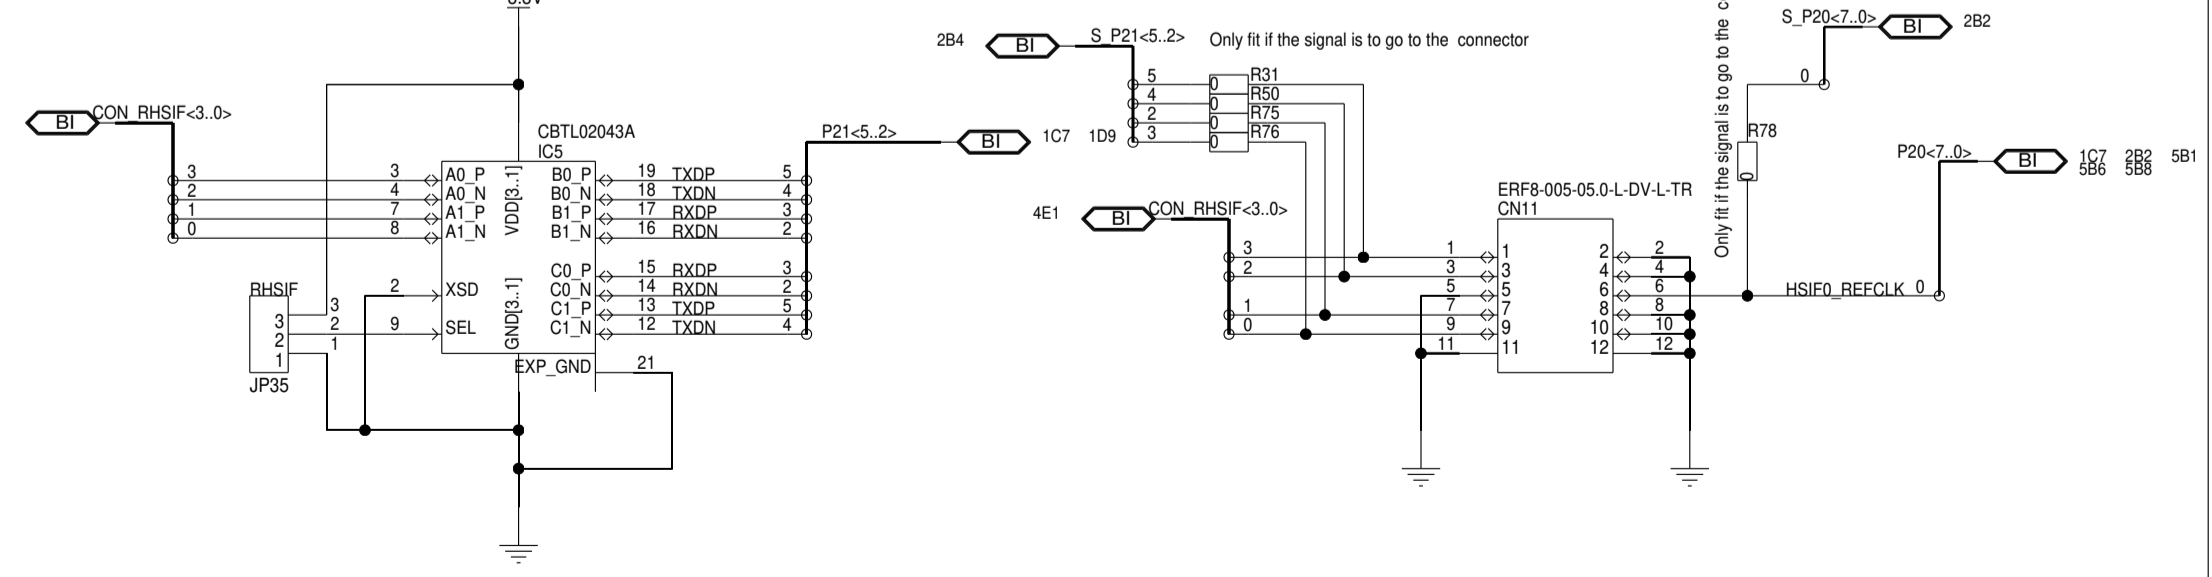 BI CON_RHSIF<3..0>
3 3 A0_P
2 4 A0_N
1 7 A1_P
0 8 A1_N
2 XSD
9 SEL
RHSIF
3 3
2 2
1 1
JP35
CBTL02043A
IC5
VDD[3..1]
GND[3..1]
B0_P 19 TXDP 5
B0_N 18 TXDN 4
B1_P 17 RXDP 3
B1_N 16 RXDN 2
C0_P 15 RXDP 3
C0_N 14 RXDN 2
C1_P 13 TXDP 5
C1_N 12 TXDN 4
EXP_GND 21
P21<5..2> BI 1C7 1D9
2B4 BI S_P21<5..2> Only fit if the signal is to go to the connector
5 0 R31
4 0 R50
2 0 R75
3 0 R76
4E1 BI CON_RHSIF<3..0>
3 1 1
2 3 3
5 5
1 7 7
0 9 9
11 11
ERF8-005-05.0-L-DV-L-TR
CN11
2 2
4 4
6 6
8 8
10 10
12 12
Only fit if the signal is to go to the
S_P20<7..0> BI 2B2
0
R78
0
P20<7..0> BI 1C7 2B2 5B1
5B6 5B8
HSIF0_REFCLK 0